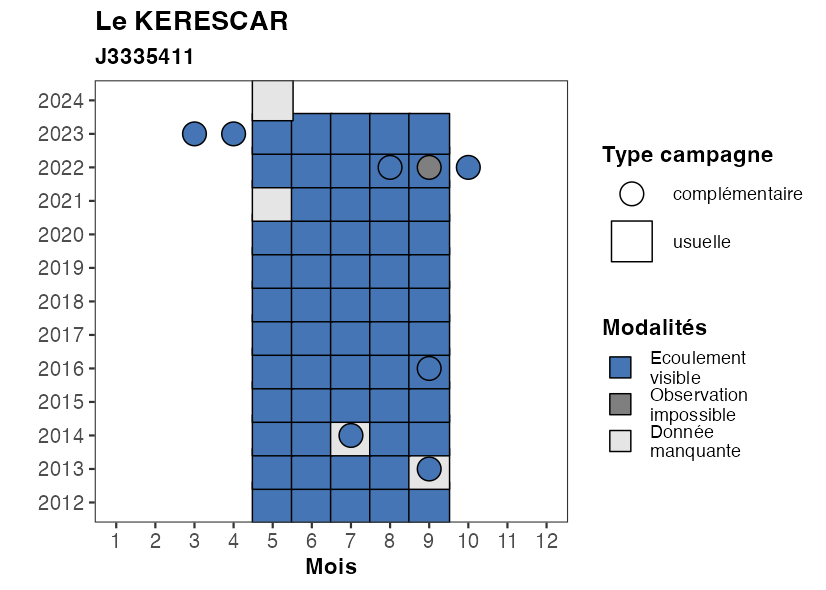 Le KERESCAR
J3335411
2024
2023
2022
2021
2020
2019
2018
2017
2016
2015
2014
2013
2012
1 2 3 4 5 6 7 8 9 10 11 12
Mois
Type campagne
complémentaire
usuelle
Modalités
Ecoulement
visible
Observation
impossible
Donnée
manquante